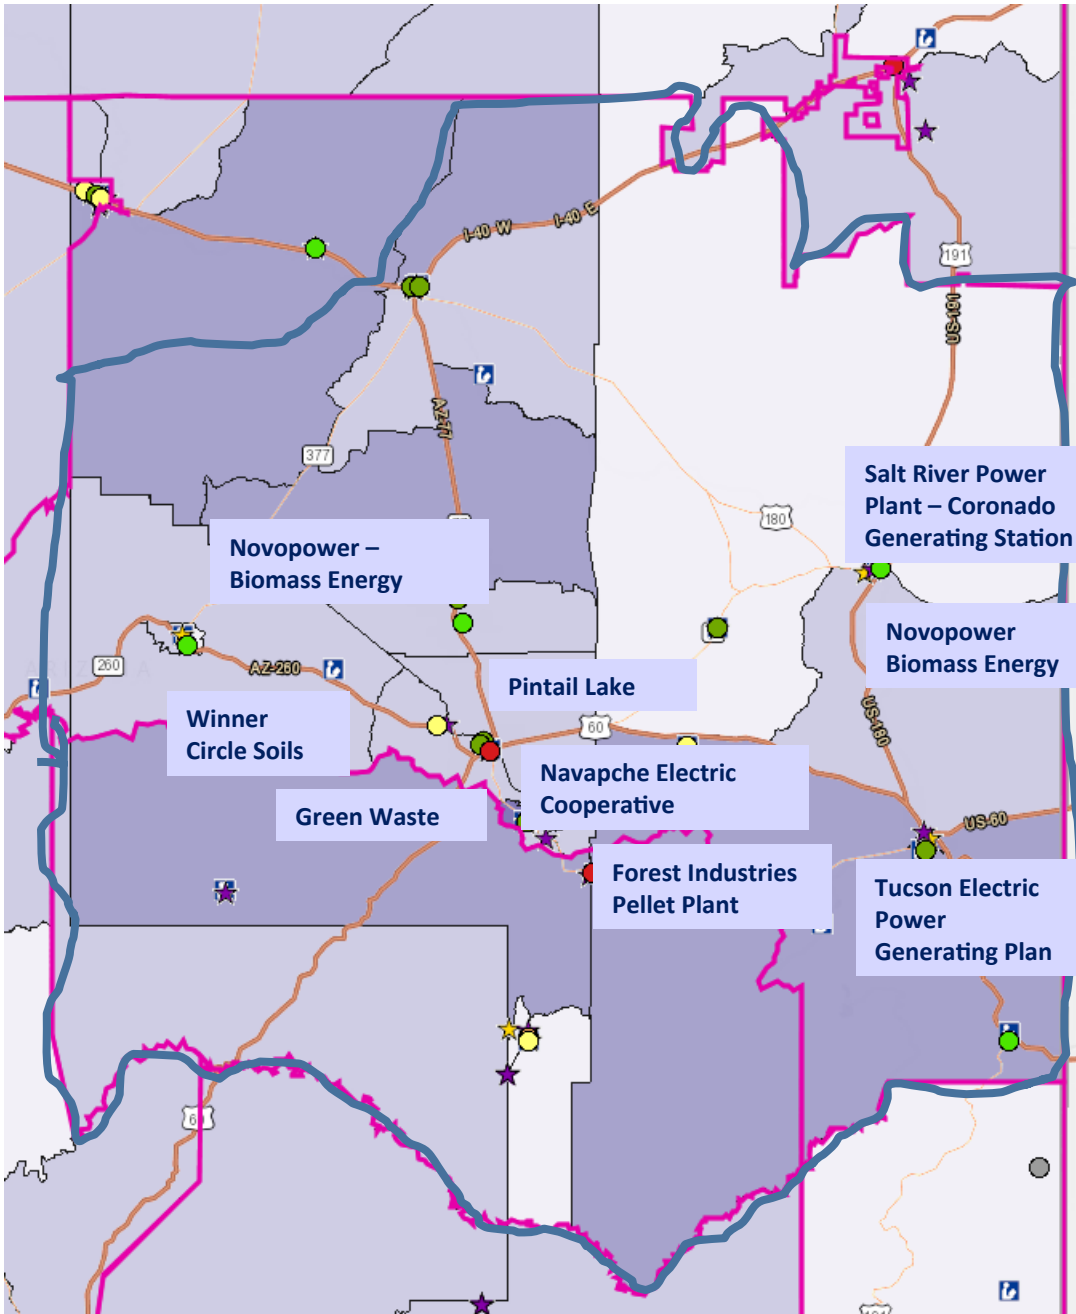 I-40 W
I-40 E
191
US-191
AZ-77
377
Salt River Power
Plant – Coronado
Generating Station
180
Novopower –
Biomass Energy
Novopower
Biomass Energy
260
AZ-260
Pintail Lake
US-180
Winner
Circle Soils
60
Navapche Electric
Cooperative
Green Waste
US-60
Forest Industries
Pellet Plant
Tucson Electric
Power
Generating Plan